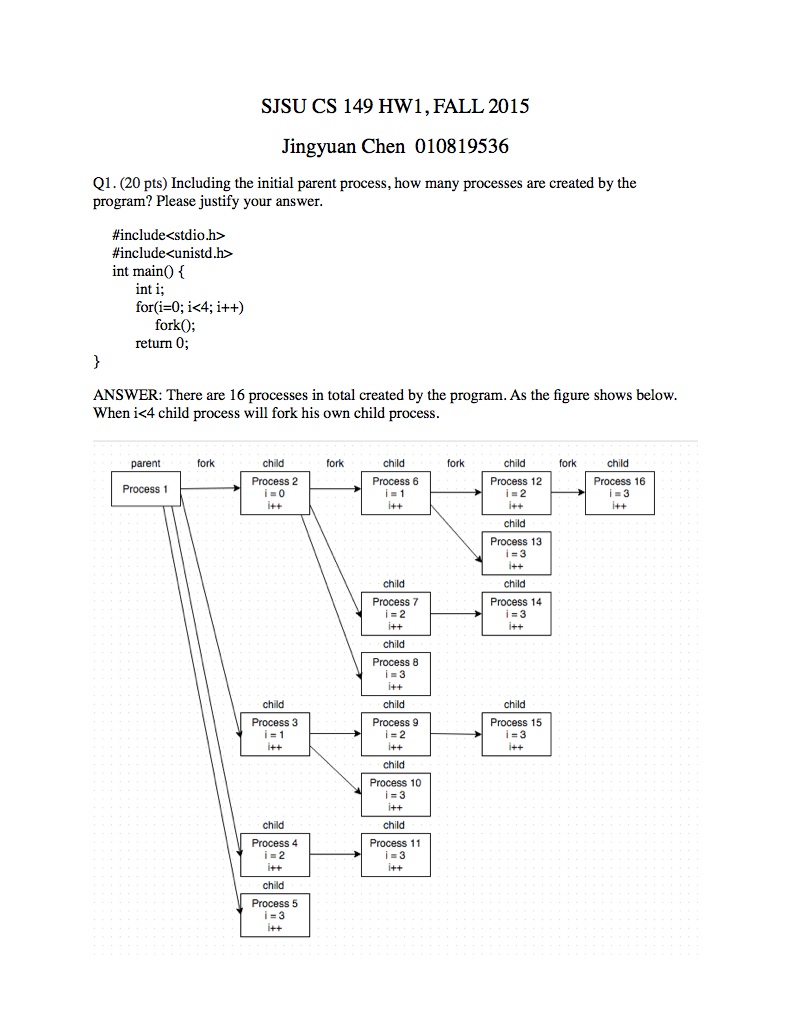 SJSU CS 149 HW1, FALL 2015
Jingyuan Chen 010819536
Q1. (20 pts) Including the initial parent process, how many processes are created by the
program? Please justify your answer.
#include<stdio.h>
#include<unistd.h>
int main() {
int i;
for(i=0; i<4; i++)
fork();
return 0;
}
ANSWER: There are 16 processes in total created by the program. As the figure shows below.
When i<4 child process will fork his own child process.
parent fork child fork child fork child fork child
Process 1
Process 2
i = 0
i++
Process 6
i = 1
i++
Process 12
i = 2
i++
Process 16
i = 3
i++
child
Process 13
i = 3
i++
child
Process 7
i = 2
i++
child
Process 14
i = 3
i++
child
Process 8
i = 3
i++
child
Process 3
i = 1
i++
child
Process 9
i = 2
i++
child
Process 15
i = 3
i++
child
Process 10
i = 3
i++
child
Process 4
i = 2
i++
child
Process 11
i = 3
i++
child
Process 5
i = 3
i++